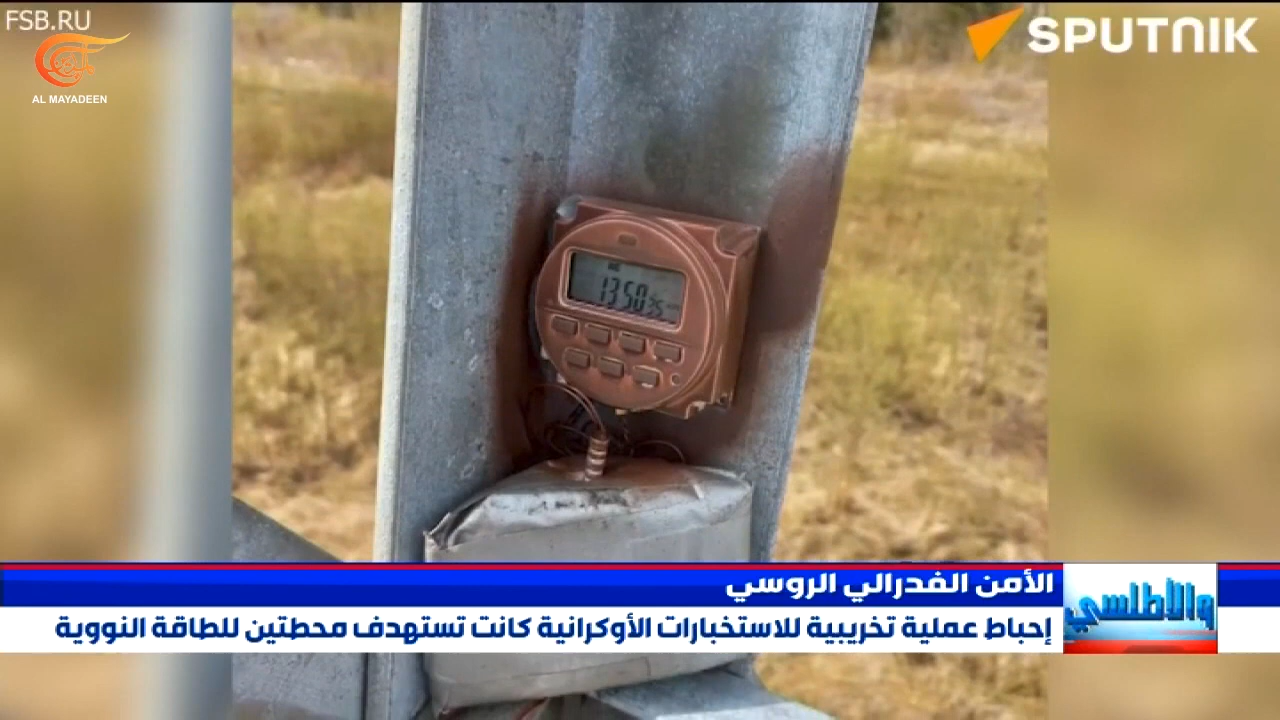 FSB.RU
AL MAYADEEN
SPUTNIK
13:50 35
الأمن الفدرالي الروسي
إحباط عملية تخريبية للاستخبارات الأوكرانية كانت تستهدف محطتين للطاقة النووية
والأطلسي